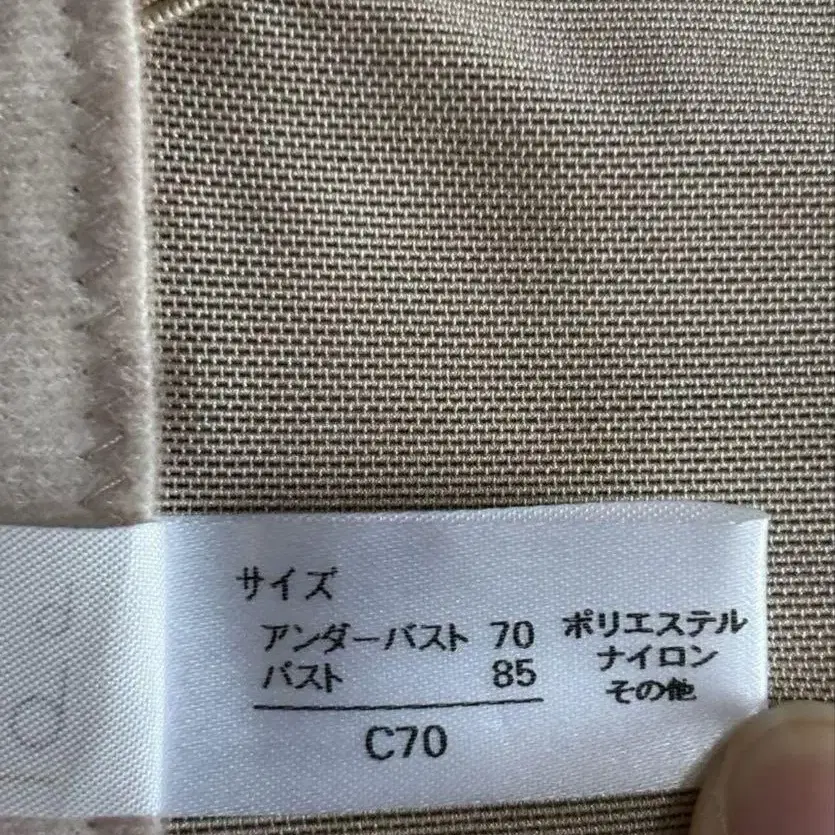 サイズ
アンダーバスト 70
バスト 85
C70
ポリエステル
ナイロン
その他